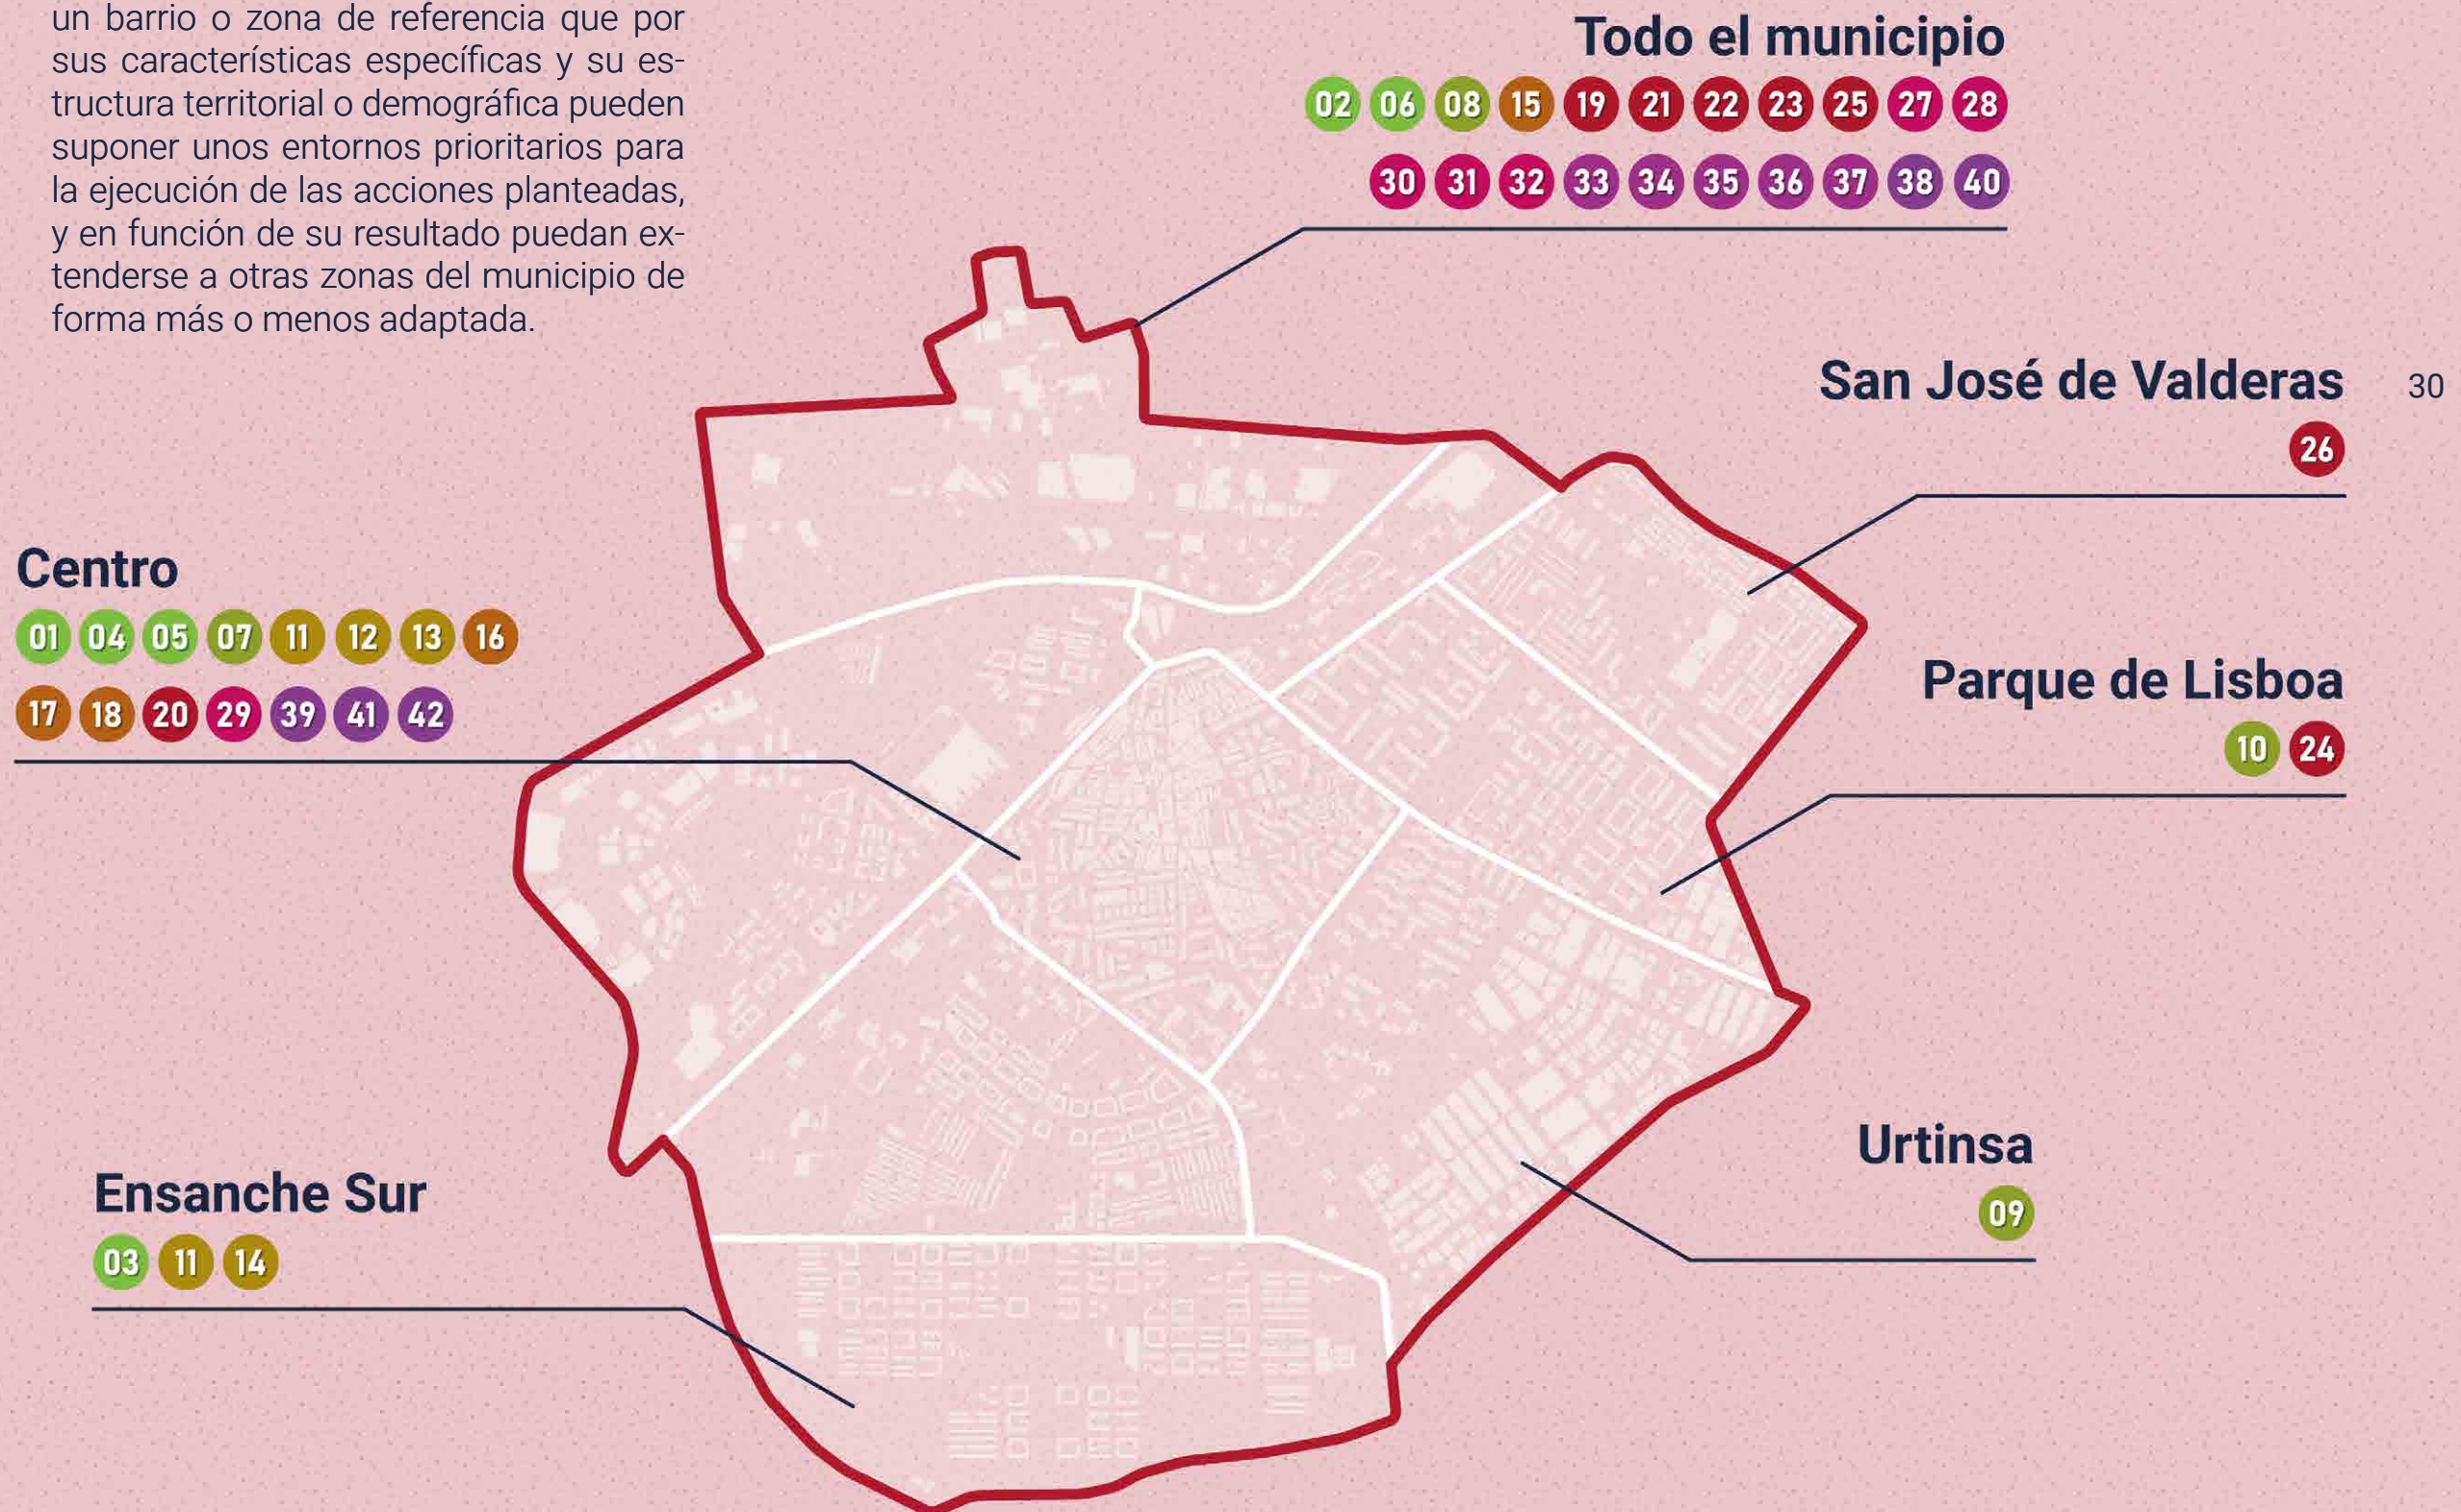 un barrio o zona de referencia que por
sus características específicas y su es-
tructura territorial o demográfica pueden
suponer unos entornos prioritarios para
la ejecución de las acciones planteadas,
y en función de su resultado puedan ex-
tenderse a otras zonas del municipio de
forma más o menos adaptada.
Todo el municipio
02 06 08 15 19 21 22 23 25 27 28
30 31 32 33 34 35 36 37 38 40
San José de Valderas
26
30
Centro
01 04 05 07 11 12 13 16
17 18 20 29 39 41 42
Parque de Lisboa
10 24
Urtinsa
09
Ensanche Sur
03 11 14